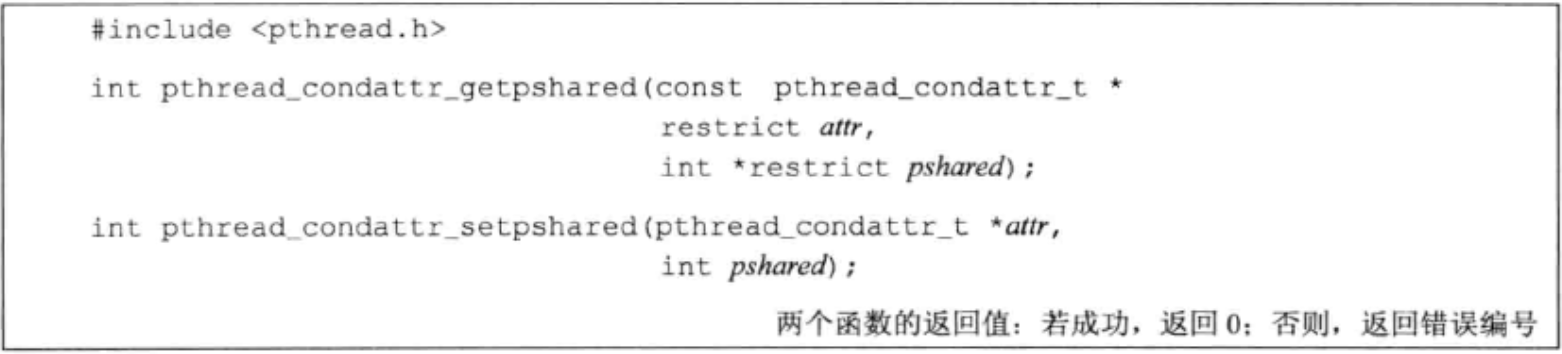 #include <pthread.h>
int pthread_condattr_getpshared(const pthread_condattr_t *
restrict attr,
int *restrict pshared);
int pthread_condattr_setpshared(pthread_condattr_t *attr,
int pshared);
两个函数的返回值：若成功，返回 0；否则，返回错误编号